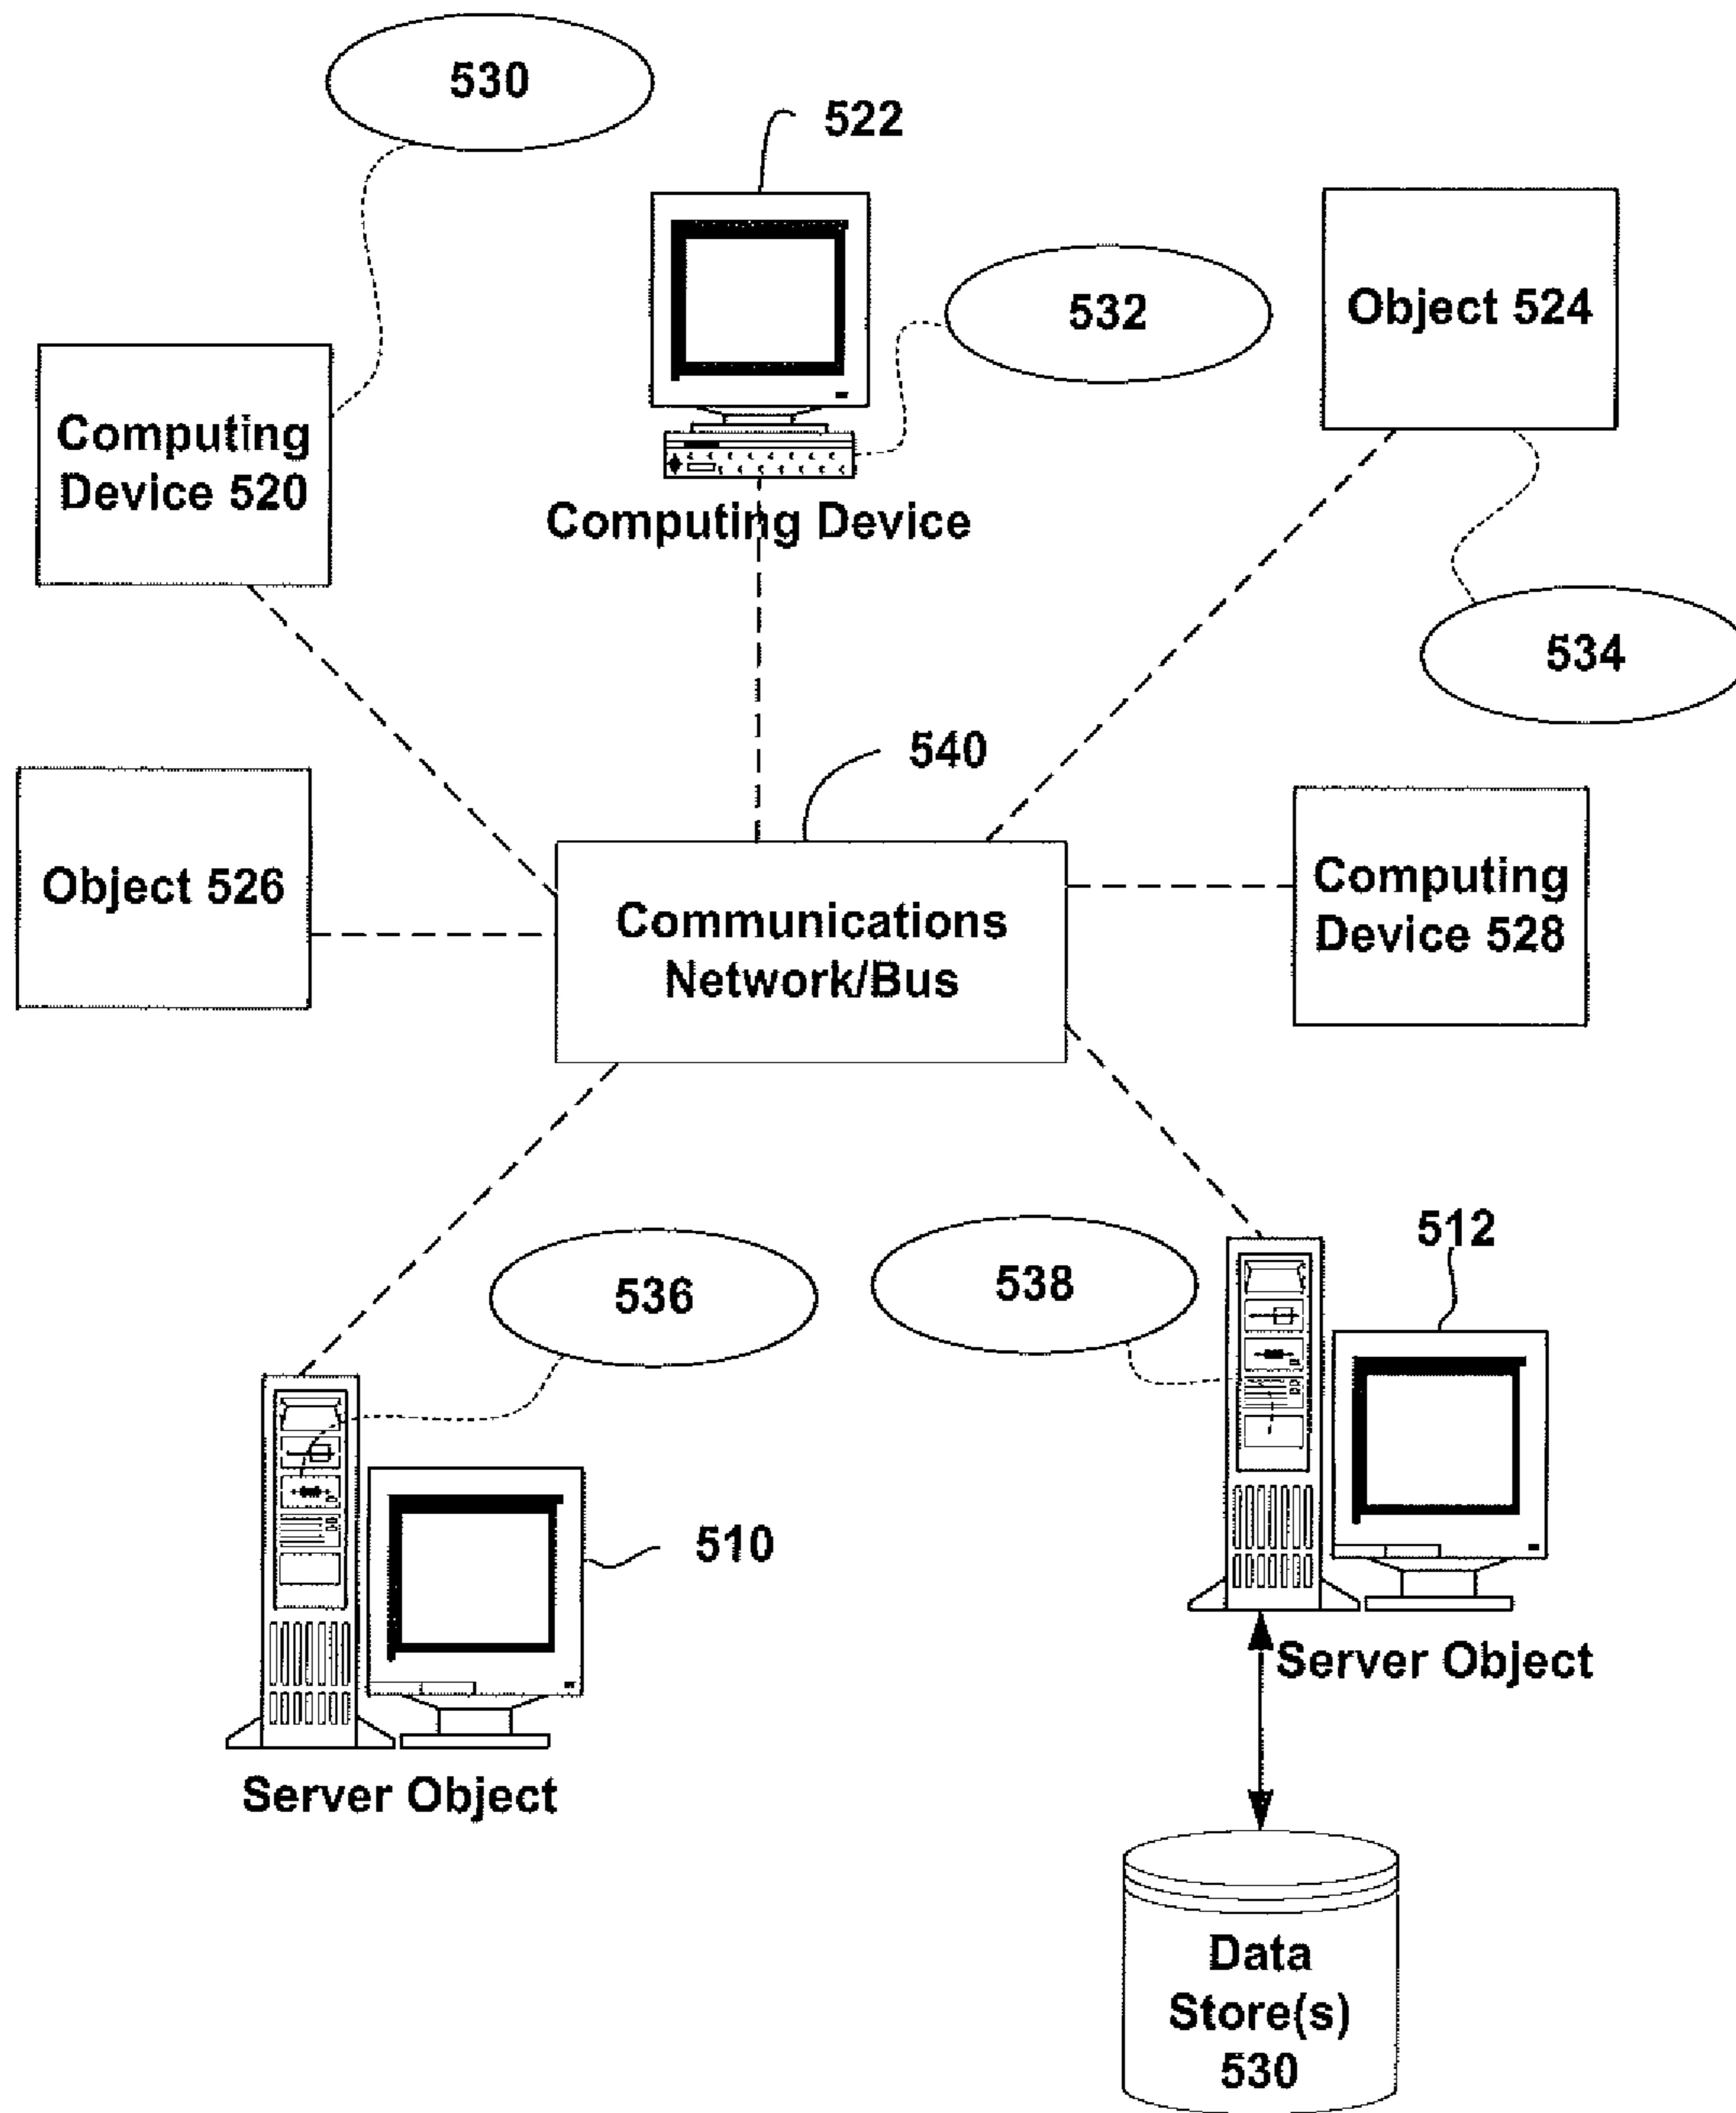 530
522
532
Object 524
Computing
Device 520
Computing Device
534
540
Object 526
Communications
Network/Bus
Computing
Device 528
536
538
512
510
Server Object
Server Object
Data
Store(s)
530